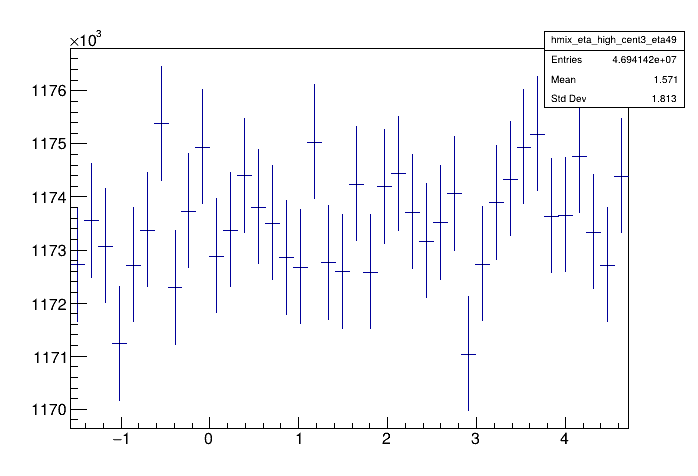 ×10³
hmix_eta_high_cent3_eta49
Entries 4.694142e+07
Mean 1.571
Std Dev 1.813
1176
1175
1174
1173
1172
1171
1170
−1 0 1 2 3 4